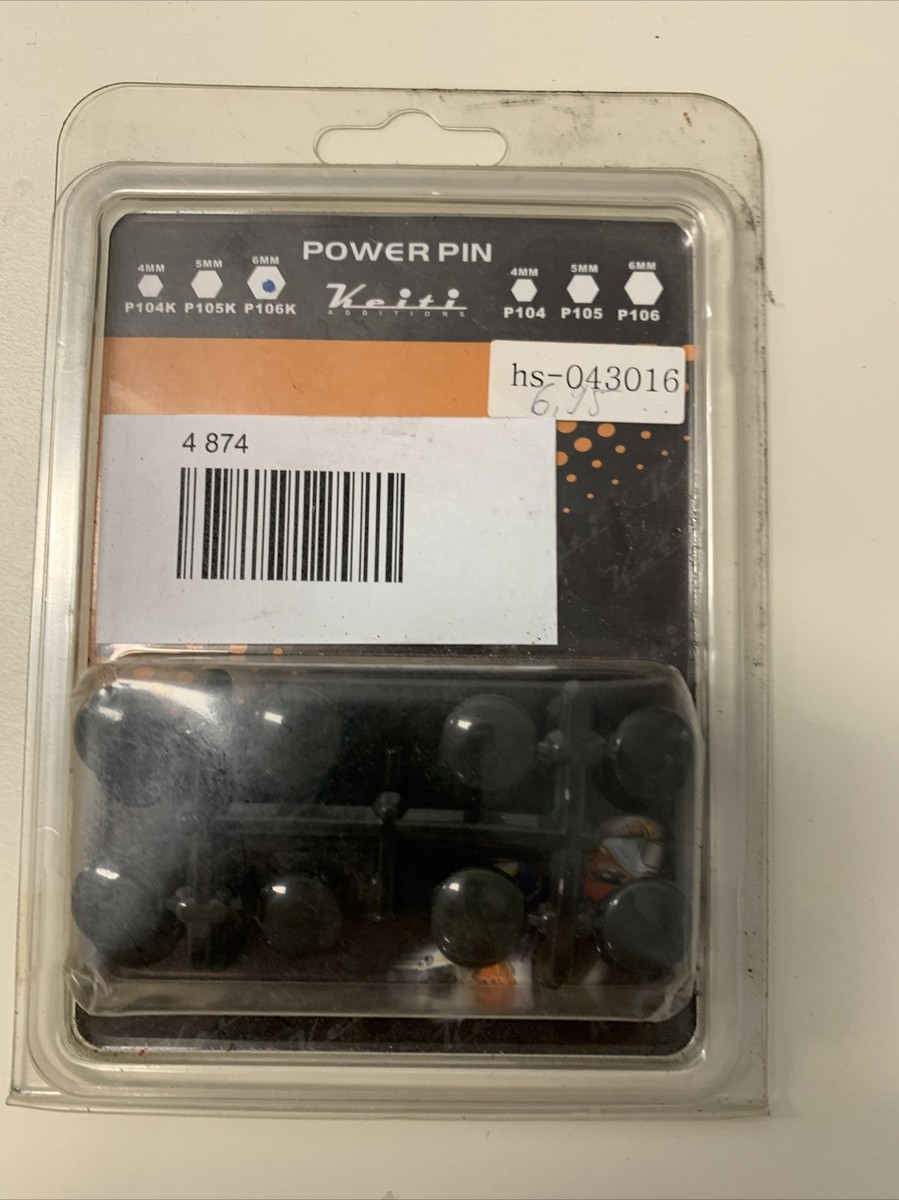 POWER PIN
4MM 5MM 6MM
P104K P105K P106K
Keiti
ADDITIONS
4MM 5MM 6MM
P104 P105 P106
hs-043016
6,95
4 874